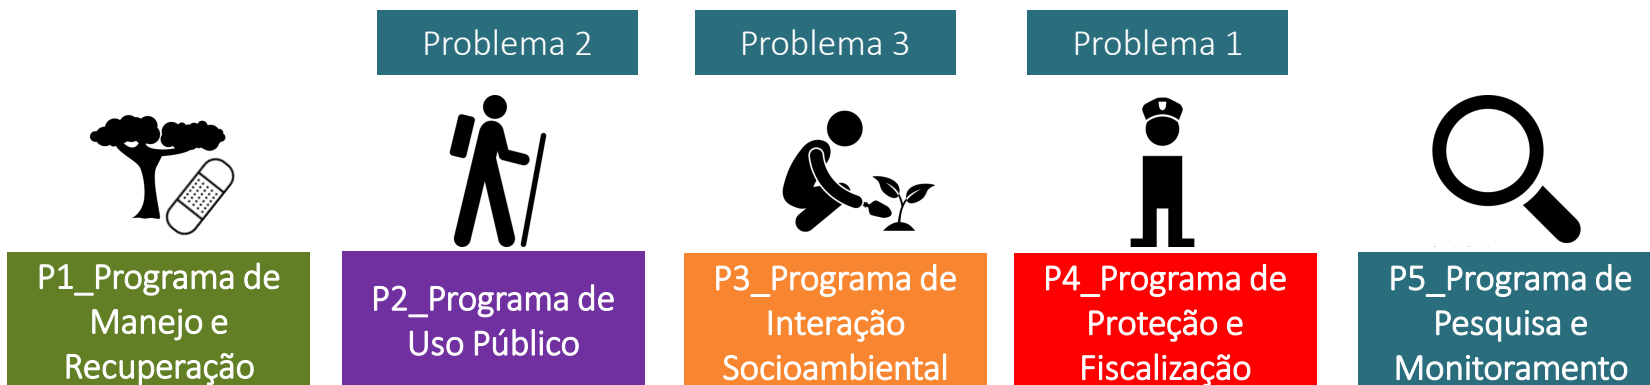 Problema 2
Problema 3
Problema 1
P1_Programa de
Manejo e
Recuperação
P2_Programa de
Uso Público
P3_Programa de
Interação
Socioambiental
P4_Programa de
Proteção e
Fiscalização
P5_Programa de
Pesquisa e
Monitoramento